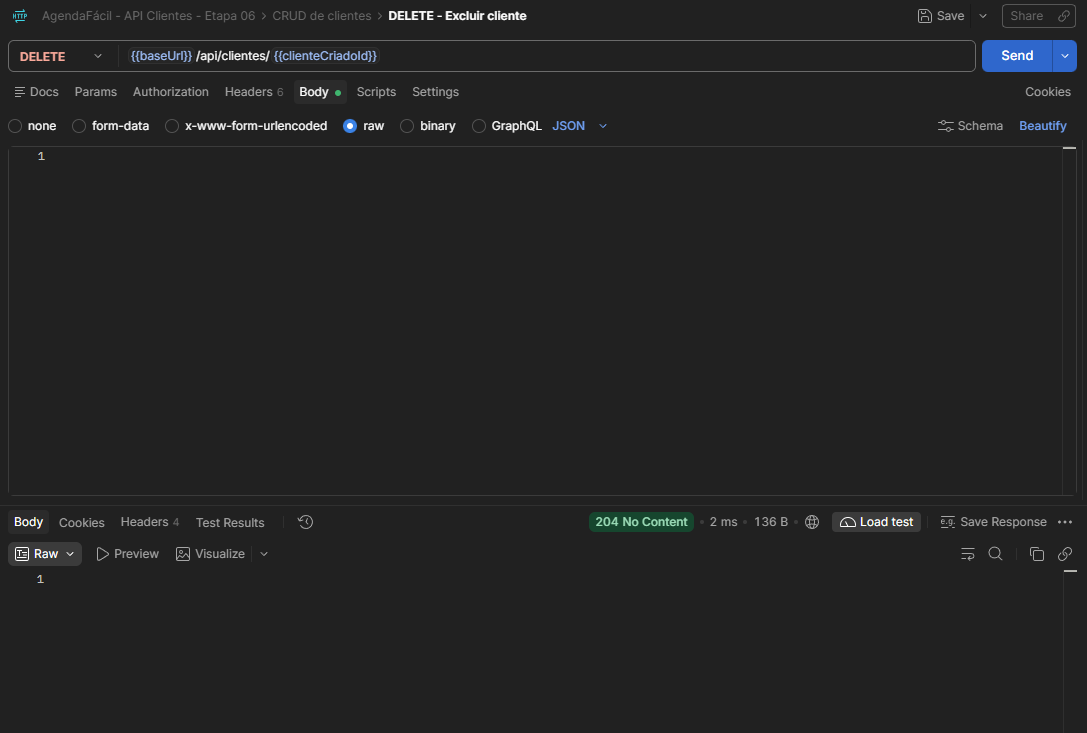 HTTP AgendaFácil - API Clientes - Etapa 06 > CRUD de clientes > DELETE - Excluir cliente Save Share
DELETE {{baseUrl}} /api/clientes/ {{clienteCriadoId}} Send
Docs Params Authorization Headers 6 Body Scripts Settings Cookies
none form-data x-www-form-urlencoded raw binary GraphQL JSON Schema Beautify
1
Body Cookies Headers 4 Test Results 204 No Content • 2 ms • 136 B • Load test e.g. Save Response
Raw Preview Visualize
1